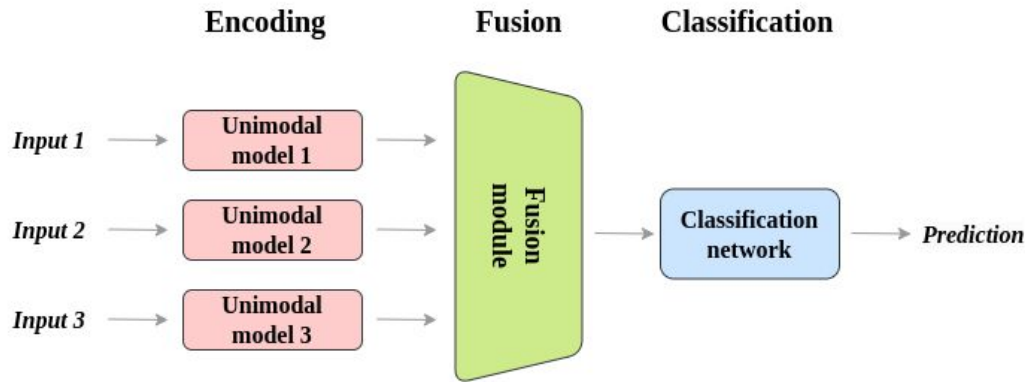 Encoding Fusion Classification
Input 1
Unimodal
model 1
Input 2
Unimodal
model 2
Input 3
Unimodal
model 3
Fusion
module
Classification
network
Prediction